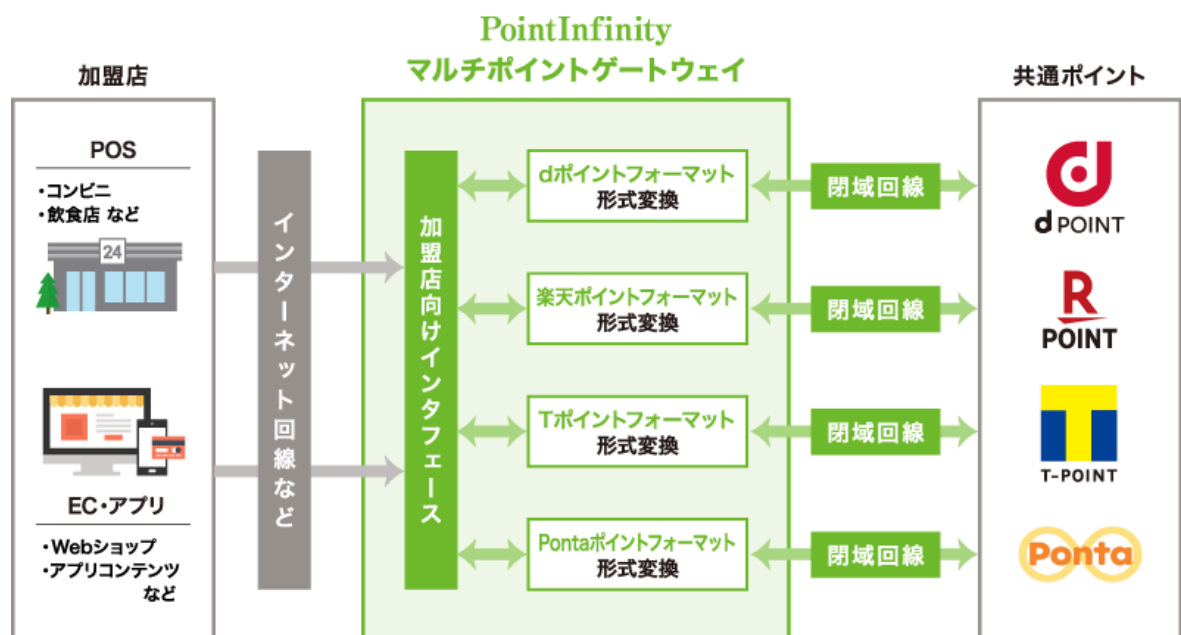 PointInfinity
マルチポイントゲートウェイ
加盟店
POS
・コンビニ
・飲食店 など
24
EC・アプリ
・Webショップ
・アプリコンテンツ
など
インターネット回線など
加盟店向けインタフェース
dポイントフォーマット
形式変換
閉域回線
楽天ポイントフォーマット
形式変換
閉域回線
Tポイントフォーマット
形式変換
閉域回線
Pontaポイントフォーマット
形式変換
閉域回線
共通ポイント
d
d POINT
R
POINT
T
T-POINT
Ponta